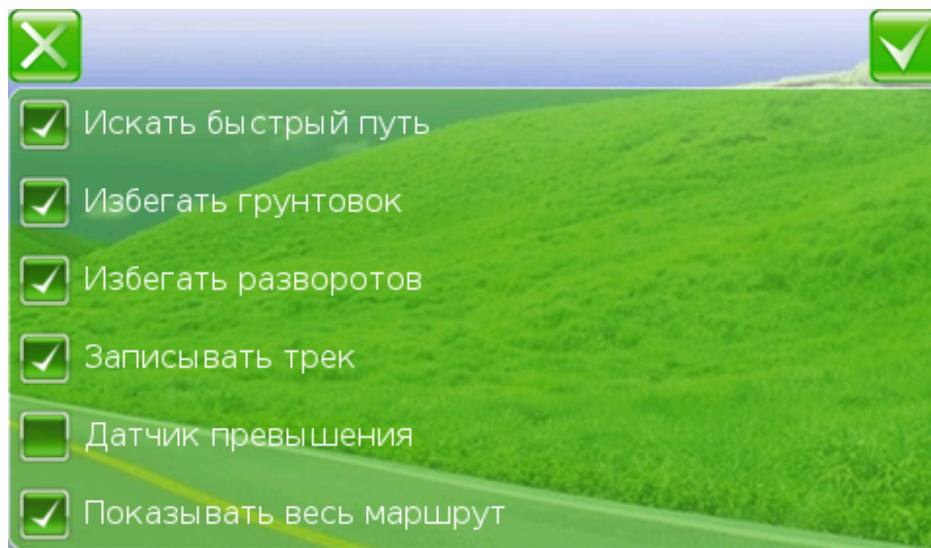 Искать быстрый путь
Избегать грунтовок
Избегать разворотов
Записывать трек
Датчик превышения
Показывать весь маршрут